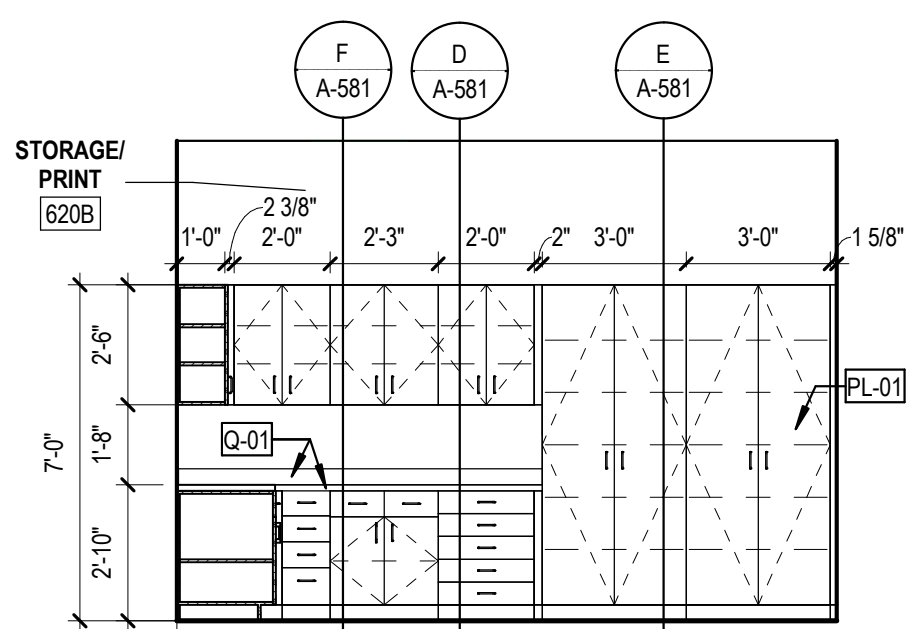 F
A-581
D
A-581
E
A-581
STORAGE/
PRINT
620B
2 3/8"
1'-0"
2'-0"
2'-3"
2'-0"
2"
3'-0"
3'-0"
1 5/8"
2'-6"
7'-0"
1'-8"
2'-10"
Q-01
PL-01